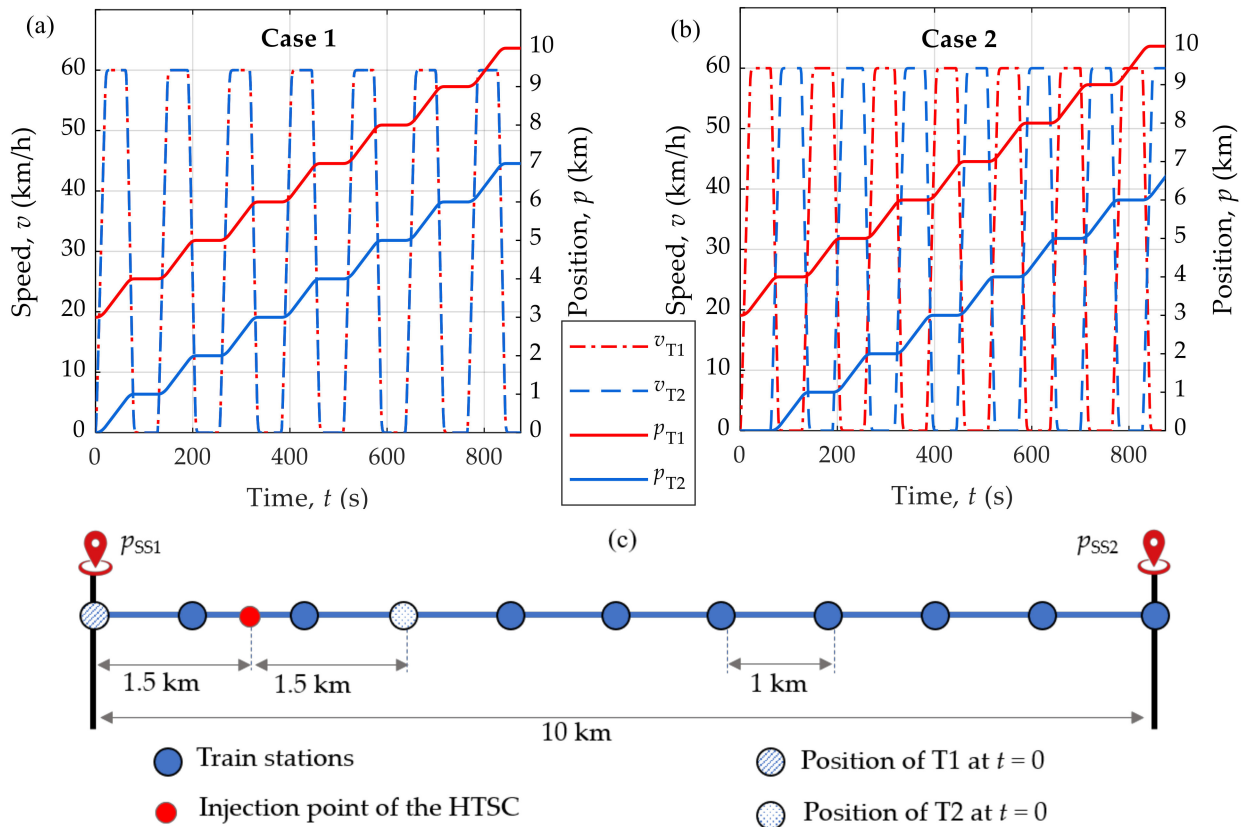 (a)
Case 1
Speed, v (km/h)
60
50
40
30
20
10
0
Position, p (km)
10
9
8
7
6
5
4
3
2
1
0
0 200 400 600 800
Time, t (s)
(b)
Case 2
Speed, v (km/h)
60
50
40
30
20
10
0
Position, p (km)
10
9
8
7
6
5
4
3
2
1
0
0 200 400 600 800
Time, t (s)
vT1
vT2
pT1
pT2
(c)
pSS1
pSS2
1.5 km
1.5 km
1 km
10 km
Train stations
Position of T1 at t = 0
Injection point of the HTSC
Position of T2 at t = 0